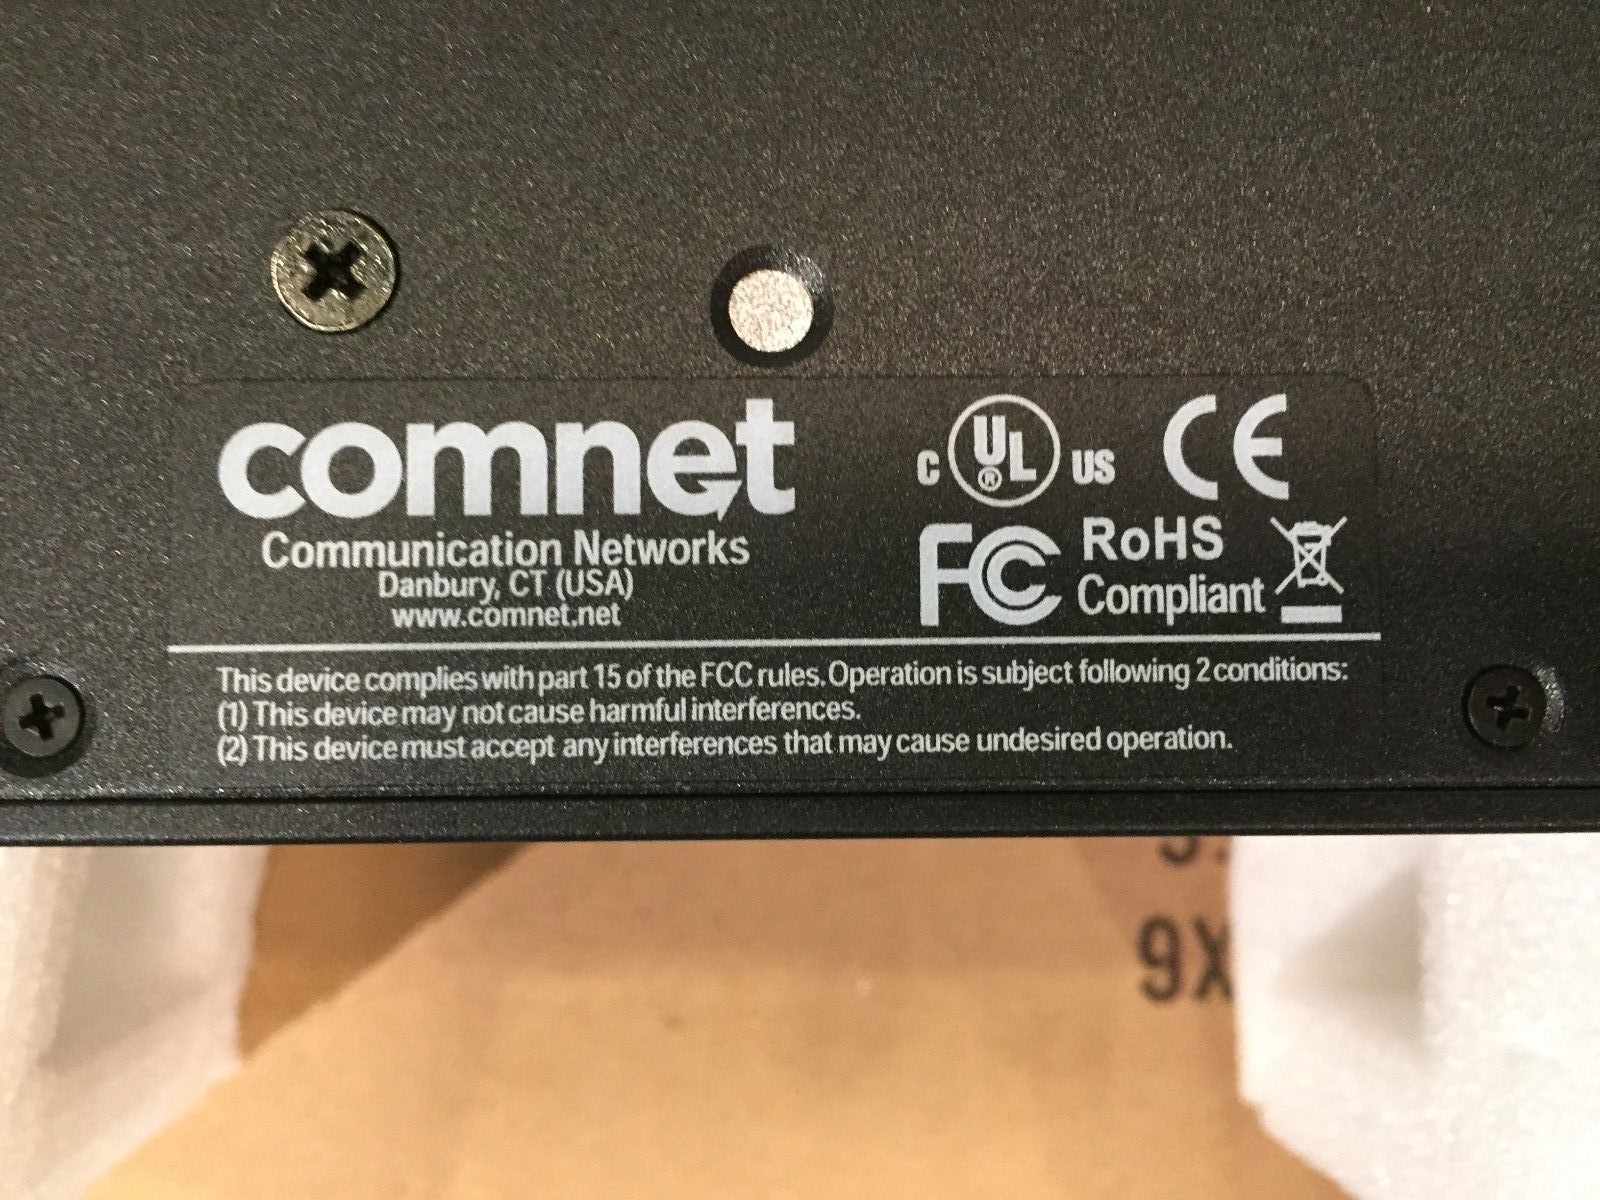 comnet
Communication Networks
Danbury, CT (USA)
www.comnet.net
C UL ® US CE
FC RoHS
Compliant
This device complies with part 15 of the FCC rules. Operation is subject following 2 conditions:
(1) This device may not cause harmful interferences.
(2) This device must accept any interferences that may cause undesired operation.
9X